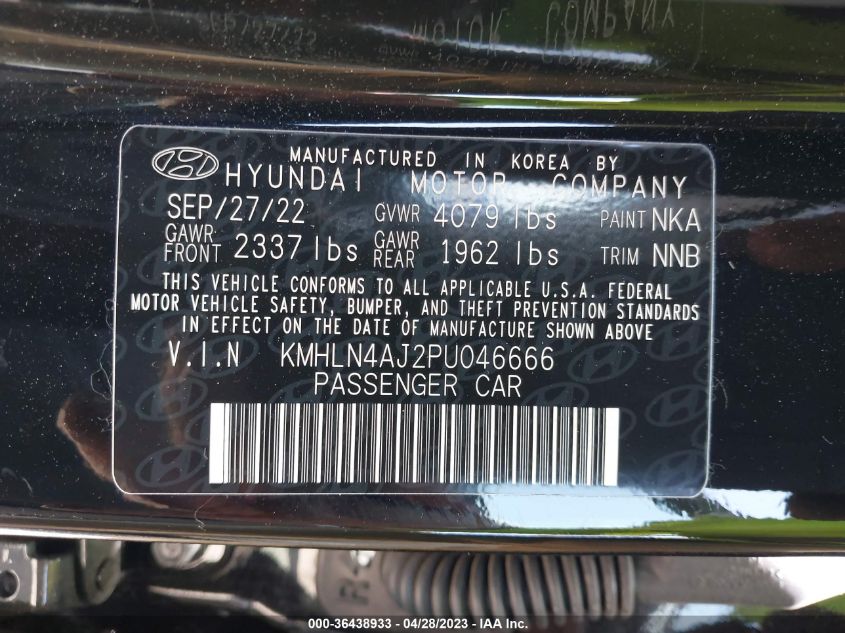 MANUFACTURED IN KOREA BY
HYUNDAI MOTOR COMPANY
SEP/27/22 GVWR 4079 lbs PAINT NKA
GAWR FRONT 2337 lbs GAWR REAR 1962 lbs TRIM NNB
THIS VEHICLE CONFORMS TO ALL APPLICABLE U.S.A. FEDERAL
MOTOR VEHICLE SAFETY, BUMPER, AND THEFT PREVENTION STANDARDS
IN EFFECT ON THE DATE OF MANUFACTURE SHOWN ABOVE
V.I.N KMHLN4AJ2PU046666
PASSENGER CAR
000-36438933 - 04/28/2023 - IAA Inc.